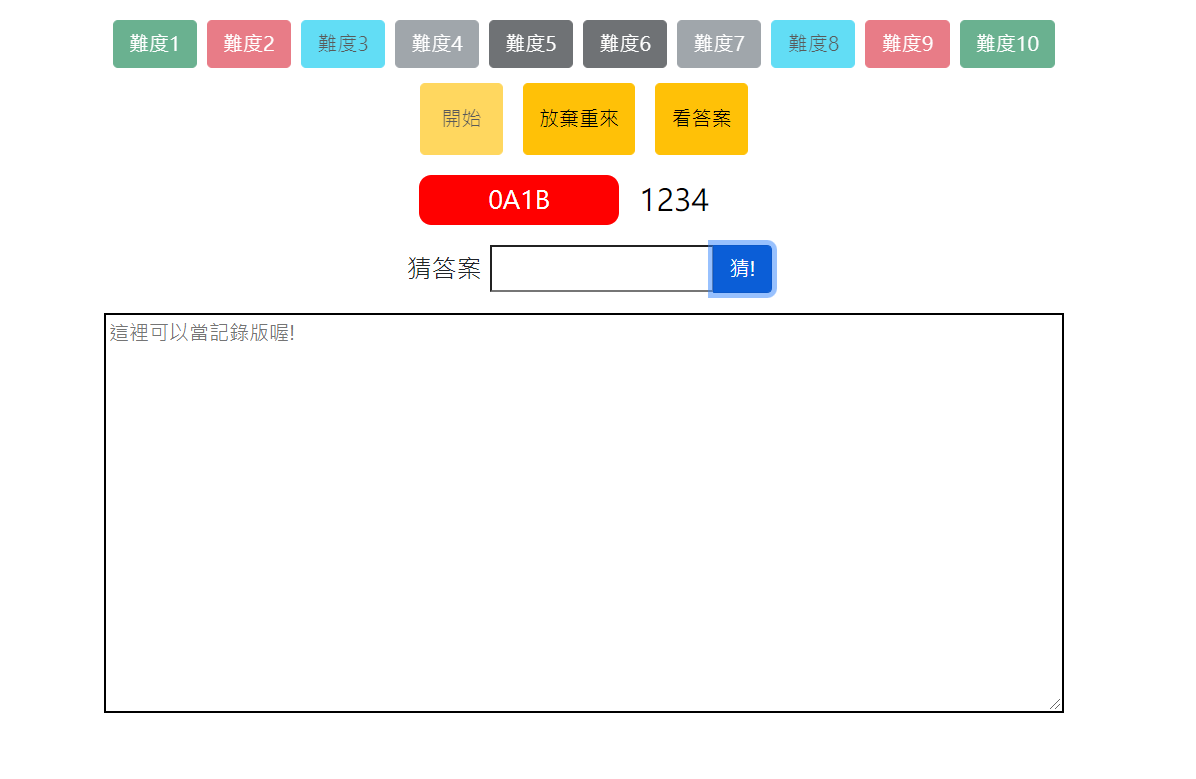 難度1 難度2 難度3 難度4 難度5 難度6 難度7 難度8 難度9 難度10
開始 放棄重來 看答案
0A1B 1234
猜答案 猜!
這裡可以當記錄版喔!